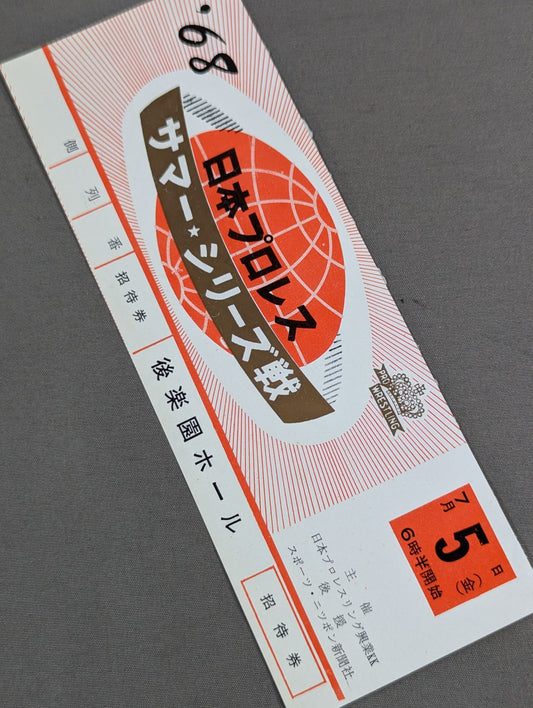 '68
日本プロレス
サマー★シリーズ戦
PRO
WRESTLING
7月5日(金)
6時半開始
主催
日本プロレスリング興業KK
後援
スポーツ・ニッポン新聞社
側
列
番
招待券
後楽園ホール
招待券